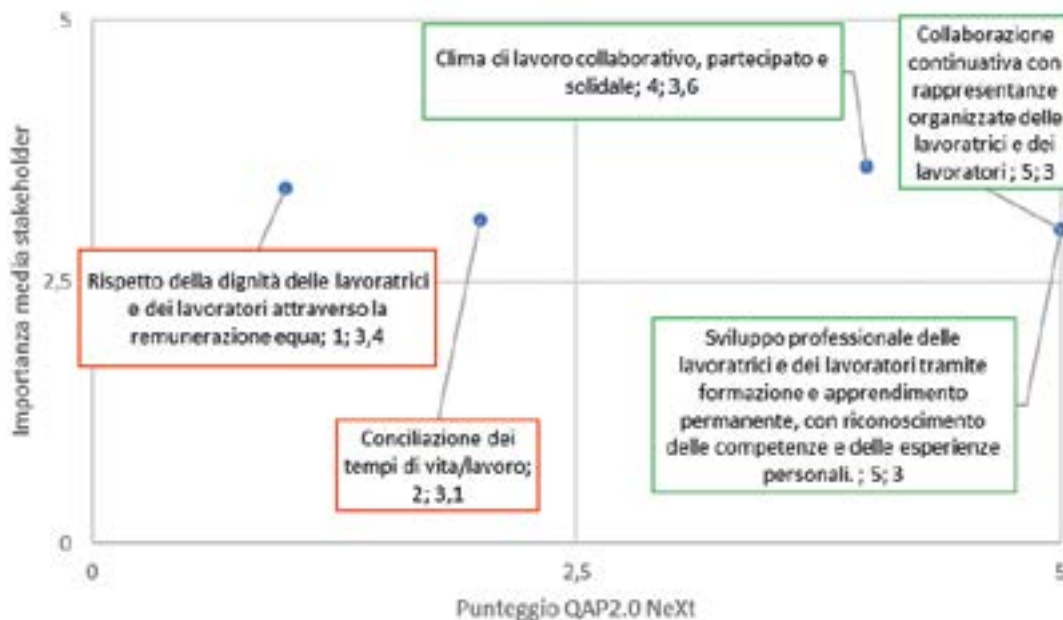 5
Clima di lavoro collaborativo, partecipato e
solidale; 4; 3,6
Collaborazione
continuativa con
rappresentanze
organizzate delle
lavoratrici e dei
lavoratori ; 5; 3
Importanza media stakeholder
2,5
Rispetto della dignità delle lavoratrici
e dei lavoratori attraverso la
remunerazione equa; 1; 3,4
Sviluppo professionale delle
lavoratrici e dei lavoratori tramite
formazione e apprendimento
permanente, con riconoscimento
delle competenze e delle esperienze
personali. ; 5; 3
Conciliazione dei
tempi di vita/lavoro;
2; 3,1
0
0
2,5
5
Punteggio QAP2.0 NeXt